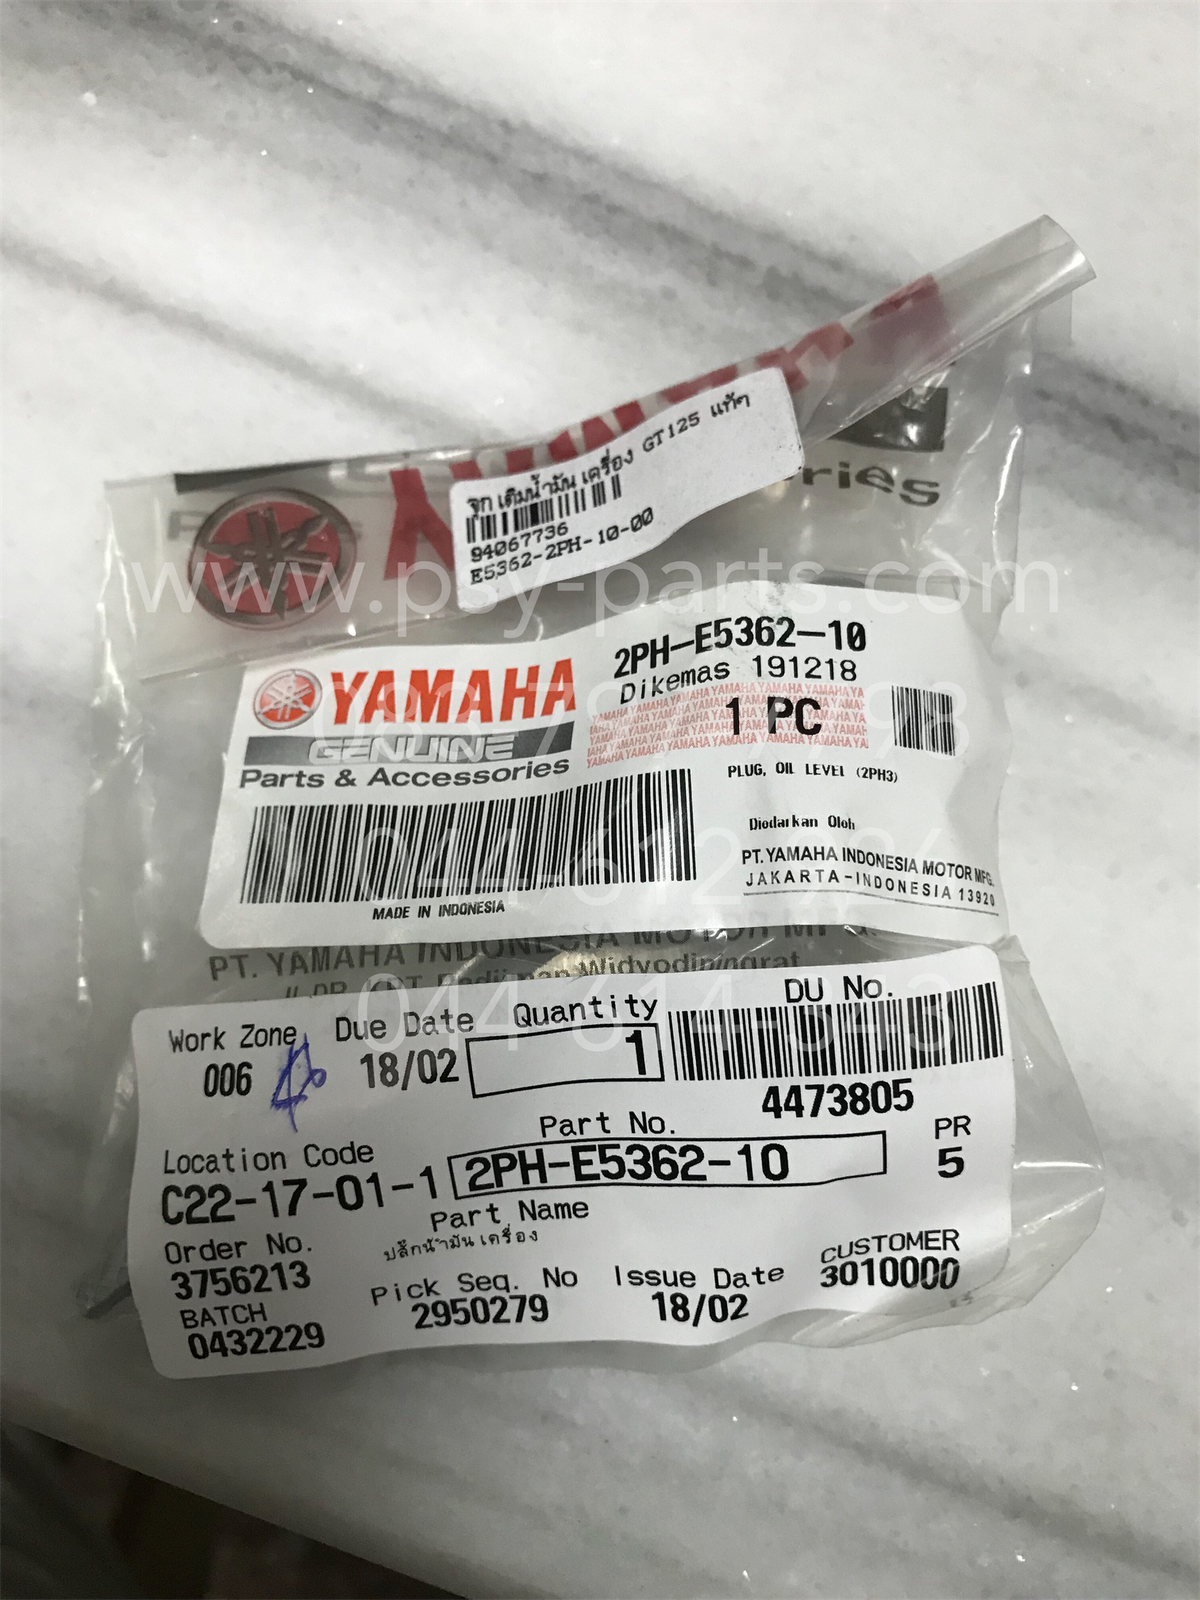 ries
จุกเติมน้ำมันเครื่อง GT125 แท้ๆ
94067736
E5362-2PH-10-00
www.psy-parts.com
2PH-E5362-10
Dikemas 191218
YAMAHA
1 PC
GENUINE
Parts & Accessories
PLUG, OIL LEVEL (2PH3)
Diedarkan Oleh
PT. YAMAHA INDONESIA MOTOR MFG.
JAKARTA-INDONESIA 13920
MADE IN INDONESIA
044-612-924
PT. YAMAHA INDONESIA MOTOR MFG.
044-614-343
Work Zone Due Date Quantity DU No.
006 18/02 1
4473805
Part No. PR
Location Code
C22-17-01-1 2PH-E5362-10 5
Part Name
Order No. ปลั๊กน้ำมันเครื่อง CUSTOMER
3756213 Pick Seq. No Issue Date 3010000
BATCH 2950279 18/02
0432229